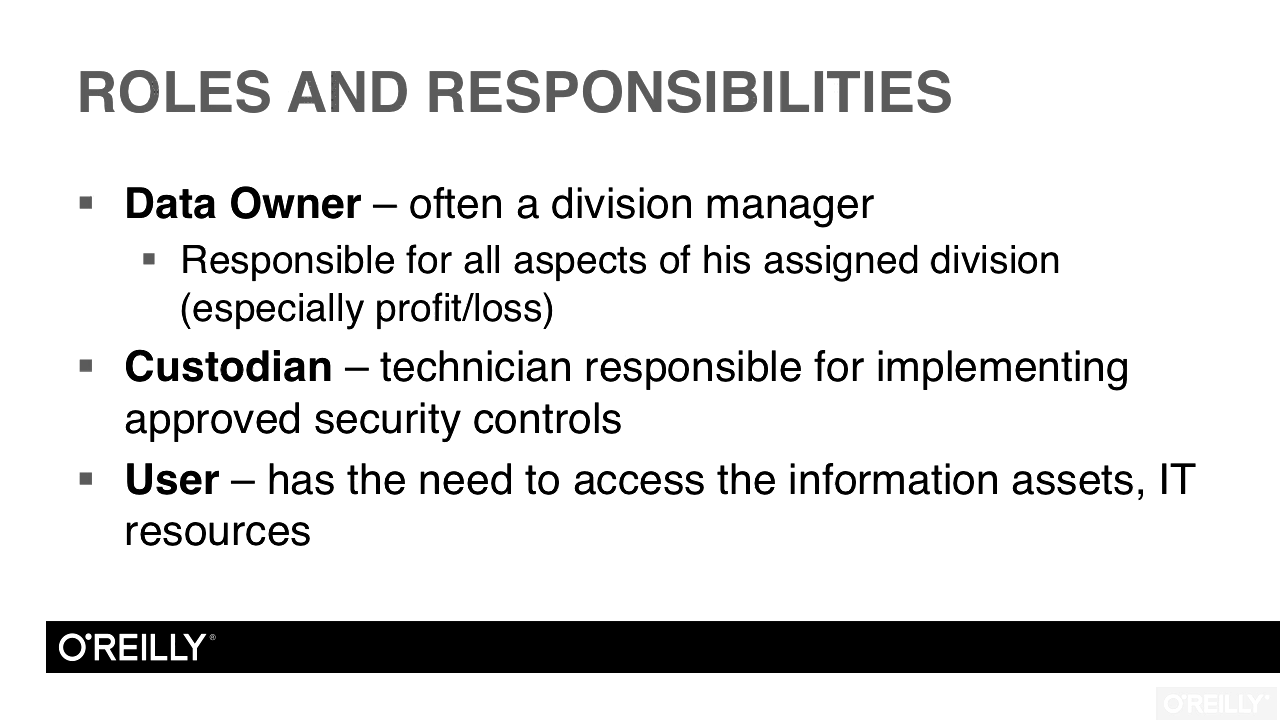 ROLES AND RESPONSIBILITIES
▪ Data Owner – often a division manager
▪ Responsible for all aspects of his assigned division
(especially profit/loss)
▪ Custodian – technician responsible for implementing
approved security controls
▪ User – has the need to access the information assets, IT
resources
O'REILLY®
O'REILLY®